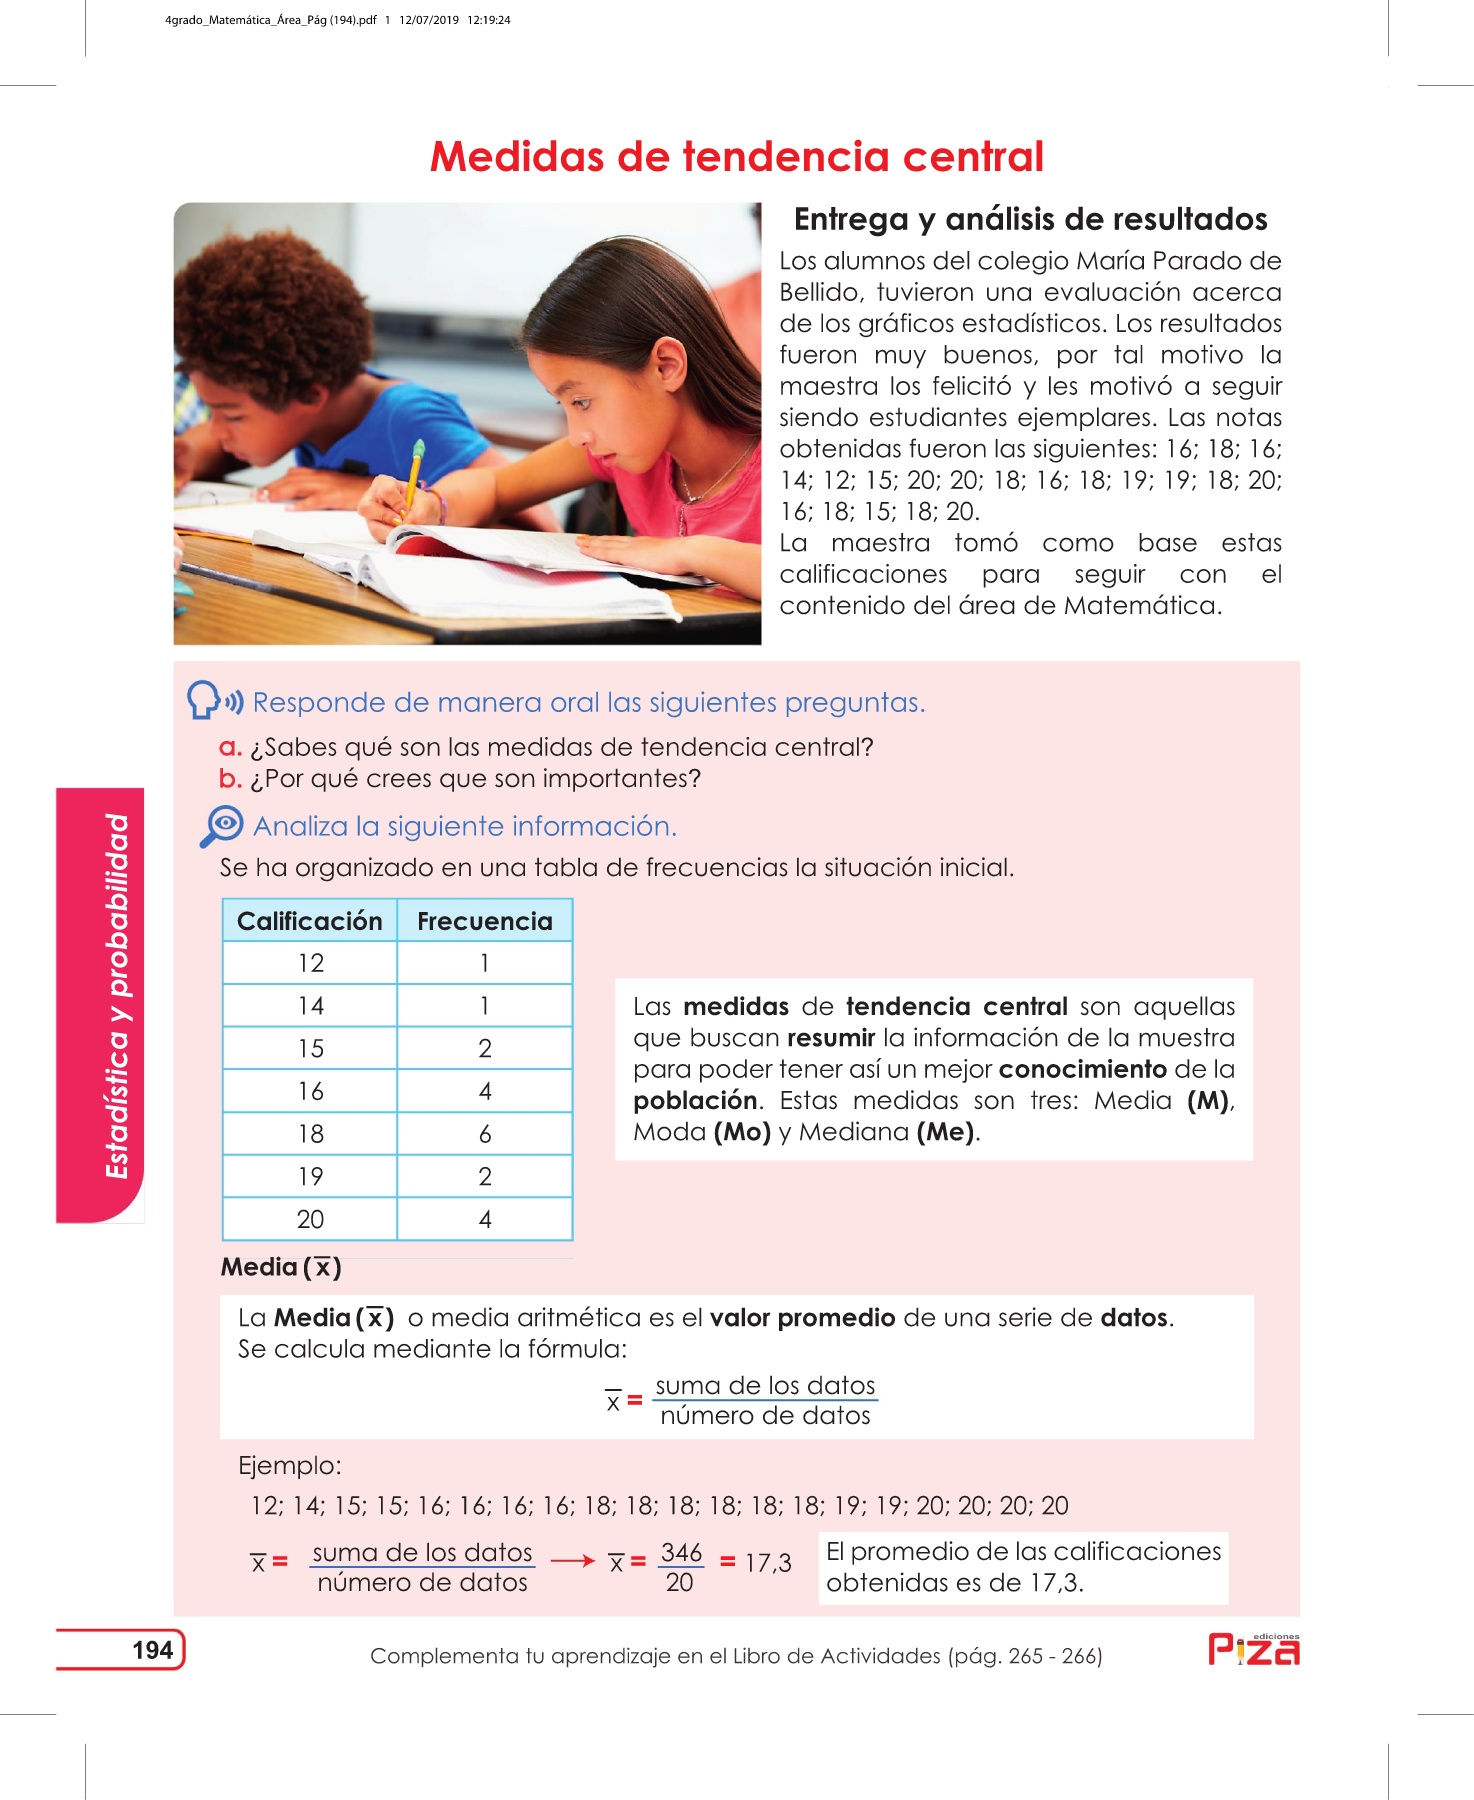 4grado_Matemática_Área_Pág (194).pdf 1 12/07/2019 12:19:24
Medidas de tendencia central
Entrega y análisis de resultados
Los alumnos del colegio María Parado de
Bellido, tuvieron una evaluación acerca
de los gráficos estadísticos. Los resultados
fueron muy buenos, por tal motivo la
maestra los felicitó y les motivó a seguir
siendo estudiantes ejemplares. Las notas
obtenidas fueron las siguientes: 16; 18; 16;
14; 12; 15; 20; 20; 18; 16; 18; 19; 19; 18; 20;
16; 18; 15; 18; 20.
La maestra tomó como base estas
calificaciones para seguir con el
contenido del área de Matemática.
Responde de manera oral las siguientes preguntas.
a. ¿Sabes qué son las medidas de tendencia central?
b. ¿Por qué crees que son importantes?
Analiza la siguiente información.
Se ha organizado en una tabla de frecuencias la situación inicial.
Calificación Frecuencia
12 1
14 1
15 2
16 4
18 6
19 2
20 4
Las medidas de tendencia central son aquellas
que buscan resumir la información de la muestra
para poder tener así un mejor conocimiento de la
población. Estas medidas son tres: Media (M),
Moda (Mo) y Mediana (Me).
Estadística y probabilidad
Media (x̅)
La Media (x̅) o media aritmética es el valor promedio de una serie de datos.
Se calcula mediante la fórmula:
x̅ = suma de los datos
número de datos
Ejemplo:
12; 14; 15; 15; 16; 16; 16; 16; 18; 18; 18; 18; 18; 18; 19; 19; 20; 20; 20; 20
x̅ = suma de los datos → x̅ = 346 = 17,3
número de datos 20
El promedio de las calificaciones
obtenidas es de 17,3.
194
Complementa tu aprendizaje en el Libro de Actividades (pág. 265 - 266)
ediciones
Piza